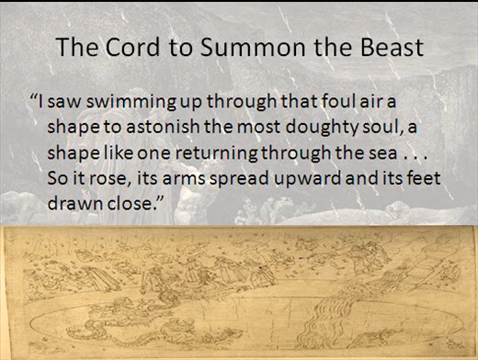 The Cord to Summon the Beast
“I saw swimming up through that foul air a
shape to astonish the most doughty soul, a
shape like one returning through the sea . . .
So it rose, its arms spread upward and its feet
drawn close.”